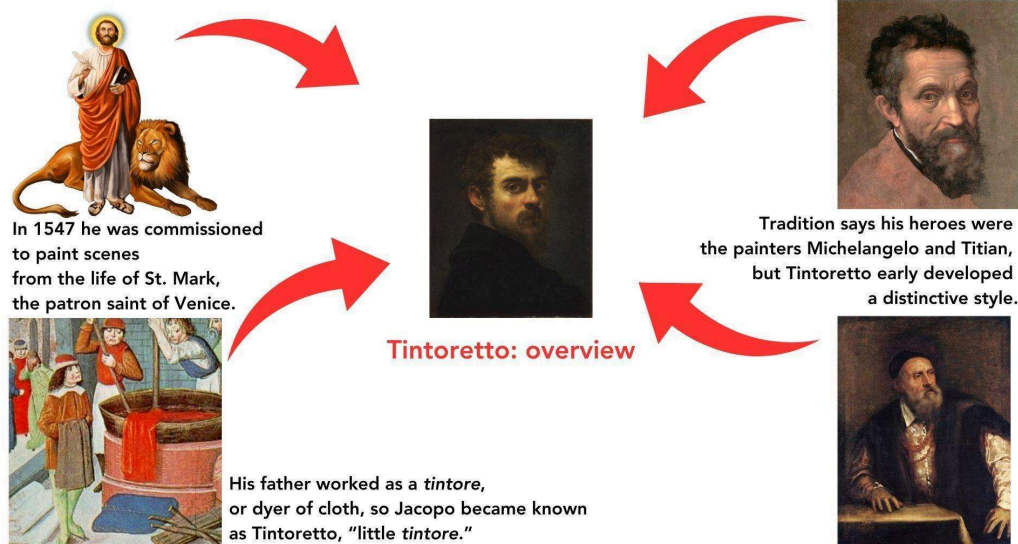 In 1547 he was commissioned
to paint scenes
from the life of St. Mark,
the patron saint of Venice.
Tradition says his heroes were
the painters Michelangelo and Titian,
but Tintoretto early developed
a distinctive style.
Tintoretto: overview
His father worked as a tintore,
or dyer of cloth, so Jacopo became known
as Tintoretto, “little tintore.”